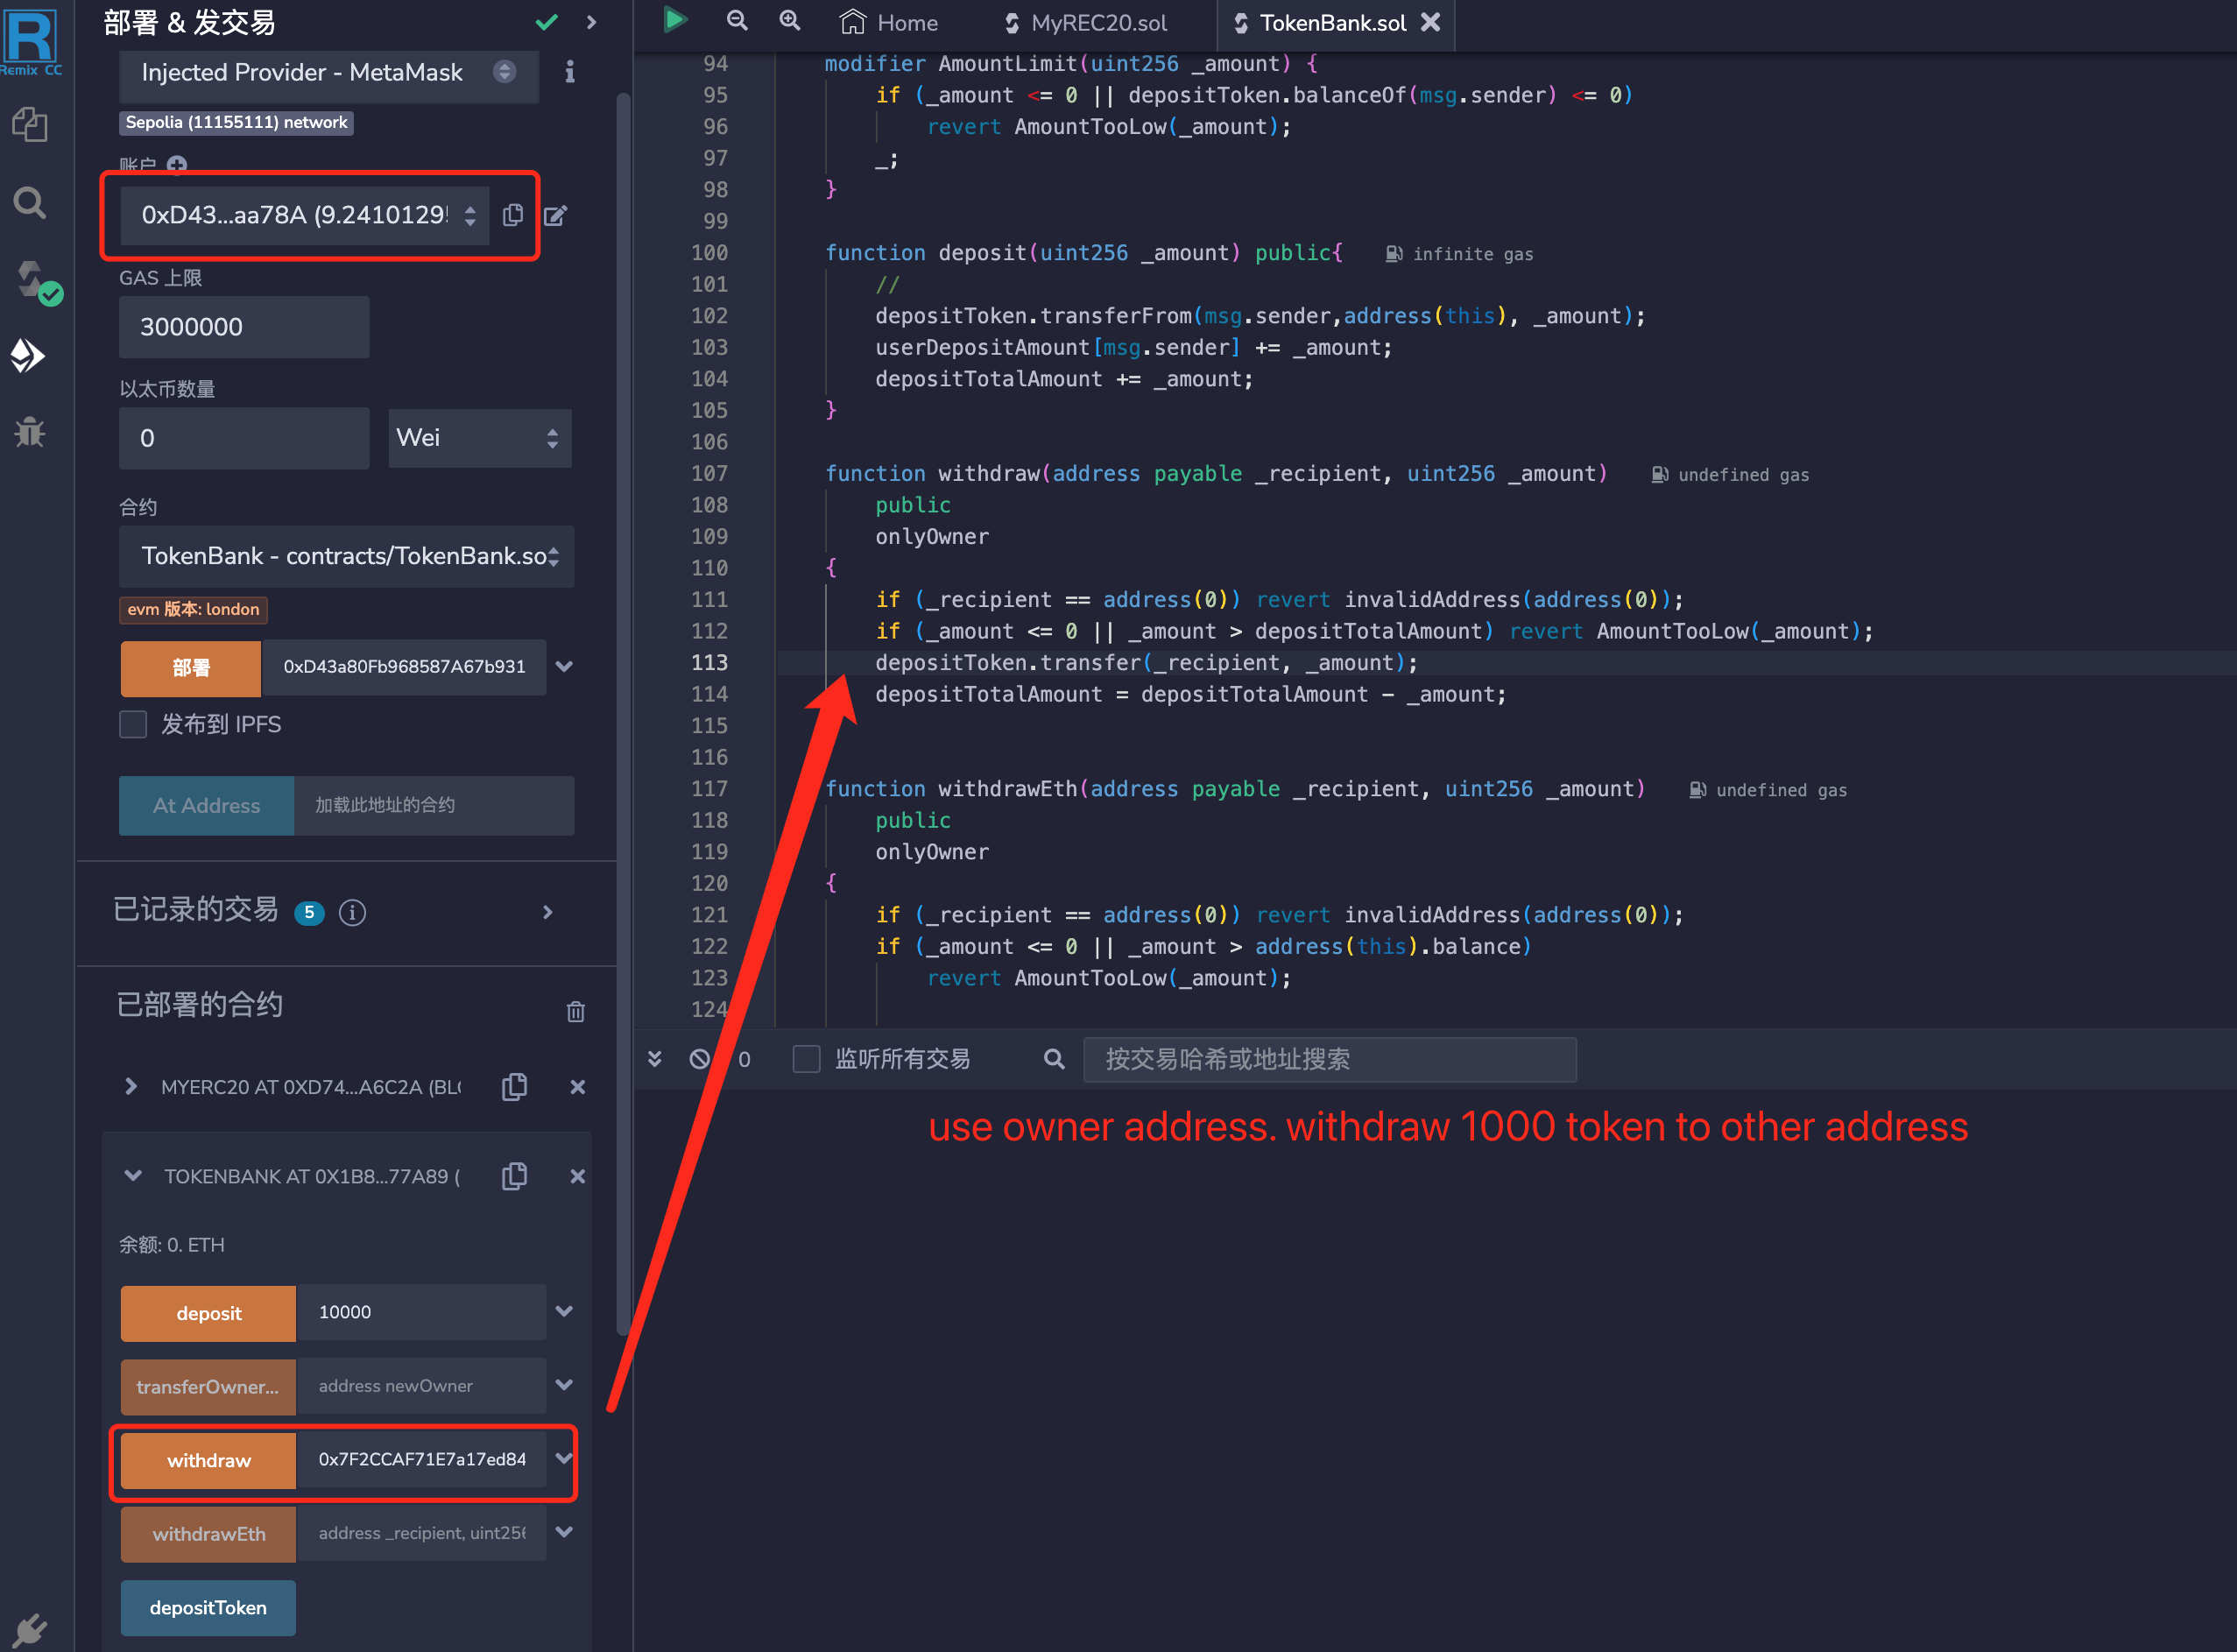 R
Remix CC
部署 & 发交易
Injected Provider - MetaMask
Sepolia (11155111) network
账户
0xD43...aa78A (9.2410129
GAS 上限
3000000
以太币数量
0
Wei
合约
TokenBank - contracts/TokenBank.so
evm 版本: london
部署
0xD43a80Fb968587A67b931
发布到 IPFS
At Address
加载此地址的合约
已记录的交易 5
已部署的合约
MYERC20 AT 0XD74...A6C2A (BLO
TOKENBANK AT 0X1B8...77A89 (
余额: 0. ETH
deposit
10000
transferOwner...
address newOwner
withdraw
0x7F2CCAF71E7a17ed84
withdrawEth
address _recipient, uint256
depositToken
Home
MyREC20.sol
TokenBank.sol
94 modifier AmountLimit(uint256 _amount) {
95 if (_amount <= 0 || depositToken.balanceOf(msg.sender) <= 0)
96 revert AmountTooLow(_amount);
97 _;
98 }
99
100 function deposit(uint256 _amount) public{ infinite gas
101 //
102 depositToken.transferFrom(msg.sender,address(this), _amount);
103 userDepositAmount[msg.sender] += _amount;
104 depositTotalAmount += _amount;
105 }
106
107 function withdraw(address payable _recipient, uint256 _amount) undefined gas
108 public
109 onlyOwner
110 {
111 if (_recipient == address(0)) revert invalidAddress(address(0));
112 if (_amount <= 0 || _amount > depositTotalAmount) revert AmountTooLow(_amount);
113 depositToken.transfer(_recipient, _amount);
114 depositTotalAmount = depositTotalAmount - _amount;
115
116
117 function withdrawEth(address payable _recipient, uint256 _amount) undefined gas
118 public
119 onlyOwner
120 {
121 if (_recipient == address(0)) revert invalidAddress(address(0));
122 if (_amount <= 0 || _amount > address(this).balance)
123 revert AmountTooLow(_amount);
124
0
监听所有交易
按交易哈希或地址搜索
use owner address. withdraw 1000 token to other address